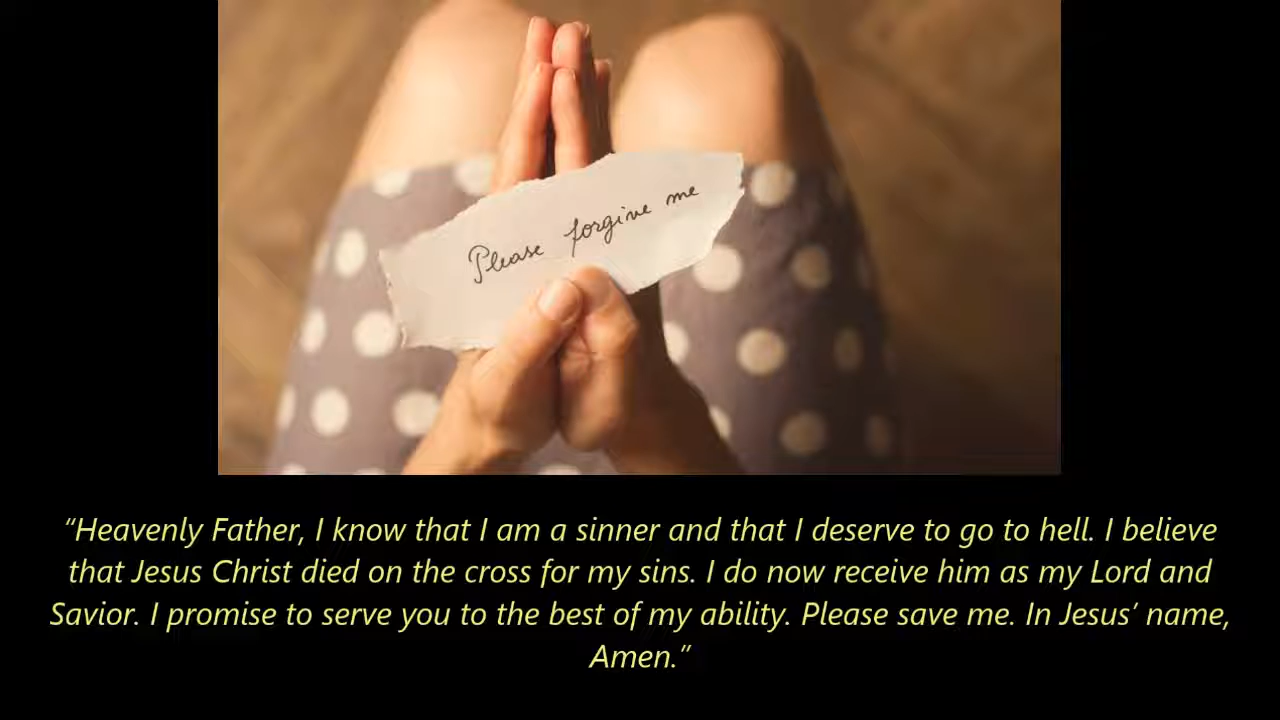 Please forgive me
“Heavenly Father, I know that I am a sinner and that I deserve to go to hell. I believe
that Jesus Christ died on the cross for my sins. I do now receive him as my Lord and
Savior. I promise to serve you to the best of my ability. Please save me. In Jesus’ name,
Amen.”